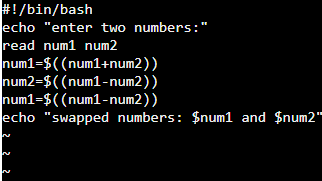 #!/bin/bash
echo "enter two numbers:"
read num1 num2
num1=$((num1+num2))
num2=$((num1-num2))
num1=$((num1-num2))
echo "swapped numbers: $num1 and $num2"
~
~
~